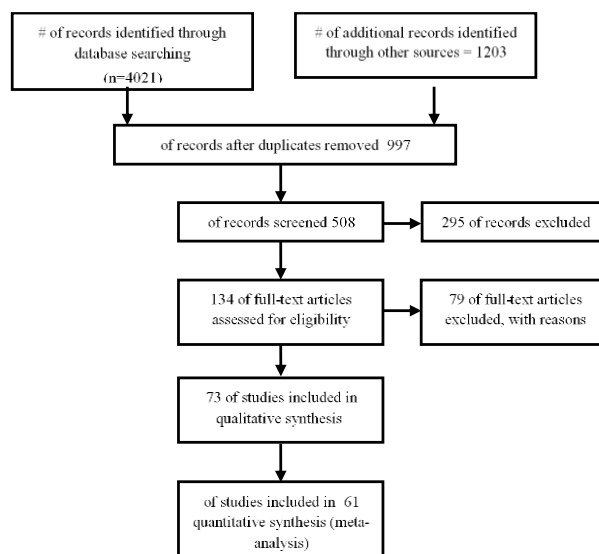 # of records identified through
database searching
(n=4021)
# of additional records identified
through other sources = 1203
of records after duplicates removed 997
of records screened 508
295 of records excluded
134 of full-text articles
assessed for eligibility
79 of full-text articles
excluded, with reasons
73 of studies included in
qualitative synthesis
of studies included in 61
quantitative synthesis (meta-
analysis)